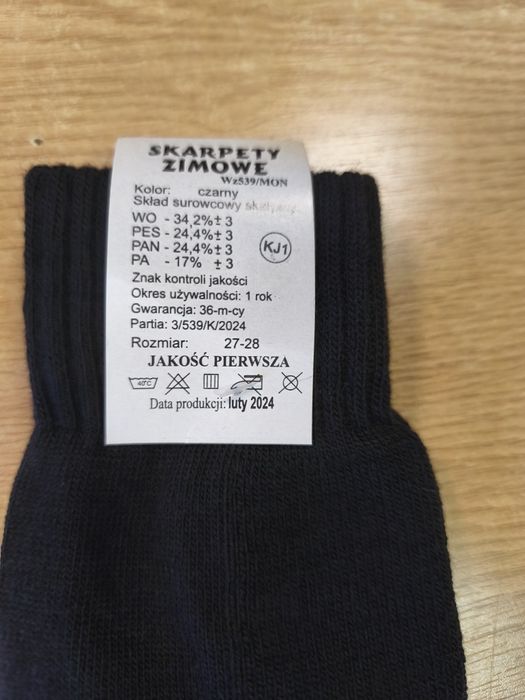 SKARPETY
ZIMOWE
Wz539/MON
Kolor: czarny
Skład surowcowy
WO - 34,2% ± 3
PES - 24,4% ± 3
PAN - 24,4% ± 3
PA - 17% ± 3
KJ1
Znak kontroli jakości
Okres używalności: 1 rok
Gwarancja: 36-m-cy
Partia: 3/539/K/2024
Rozmiar: 27-28
JAKOŚĆ PIERWSZA
40°C
Data produkcji: luty 2024